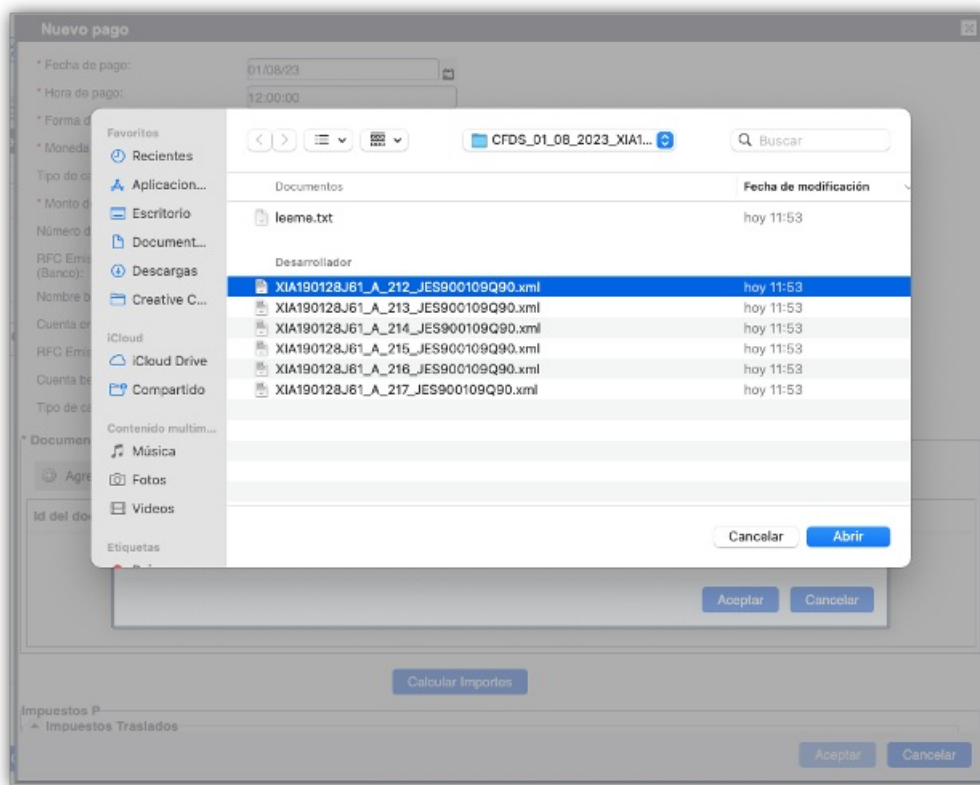 Nuevo pago
* Fecha de pago:
01/08/23
* Hora de pago:
12:00:00
* Forma d
* Moneda
Tipo de ca
* Monto d
Número d
RFC Emis
(Banco):
Nombre b
Cuenta or
RFC Emis
Cuenta be
Tipo de ca
* Documen
Agre
Id del doc
Favoritos
Recientes
Aplicacion...
Escritorio
Document...
Descargas
Creative C...
iCloud
iCloud Drive
Compartido
Contenido multim...
Música
Fotos
Videos
Etiquetas
CFDS_01_08_2023_XIA1...
Buscar
Documentos
Fecha de modificación
leeme.txt
hoy 11:53
Desarrollador
XIA190128J61_A_212_JES900109Q90.xml
hoy 11:53
XIA190128J61_A_213_JES900109Q90.xml
hoy 11:53
XIA190128J61_A_214_JES900109Q90.xml
hoy 11:53
XIA190128J61_A_215_JES900109Q90.xml
hoy 11:53
XIA190128J61_A_216_JES900109Q90.xml
hoy 11:53
XIA190128J61_A_217_JES900109Q90.xml
hoy 11:53
Cancelar
Abrir
Aceptar
Cancelar
Calcular Importes
Impuestos P
Impuestos Traslados
Aceptar
Cancelar